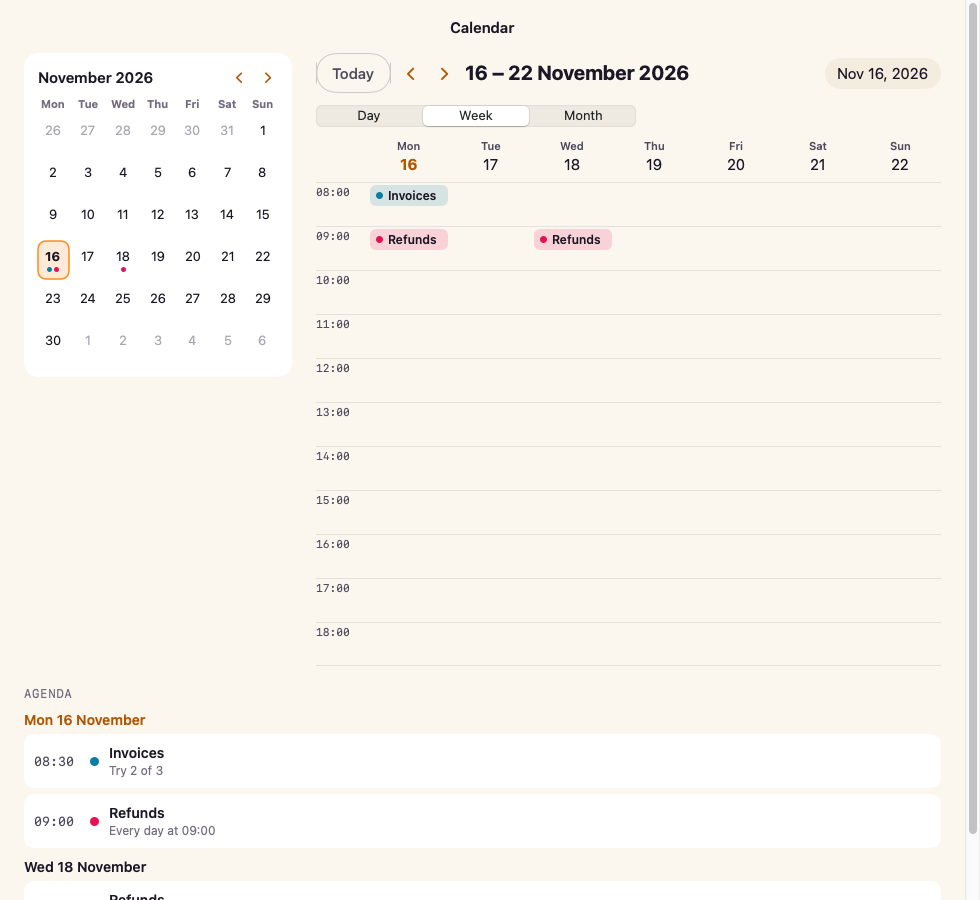 Calendar
November 2026
Mon Tue Wed Thu Fri Sat Sun
26 27 28 29 30 31 1
2 3 4 5 6 7 8
9 10 11 12 13 14 15
16 17 18 19 20 21 22
23 24 25 26 27 28 29
30 1 2 3 4 5 6
Today
16 – 22 November 2026
Nov 16, 2026
Day Week Month
Mon Tue Wed Thu Fri Sat Sun
16 17 18 19 20 21 22
08:00 Invoices
09:00 Refunds Refunds
10:00
11:00
12:00
13:00
14:00
15:00
16:00
17:00
18:00
AGENDA
Mon 16 November
08:30 Invoices
Try 2 of 3
09:00 Refunds
Every day at 09:00
Wed 18 November
Refunds